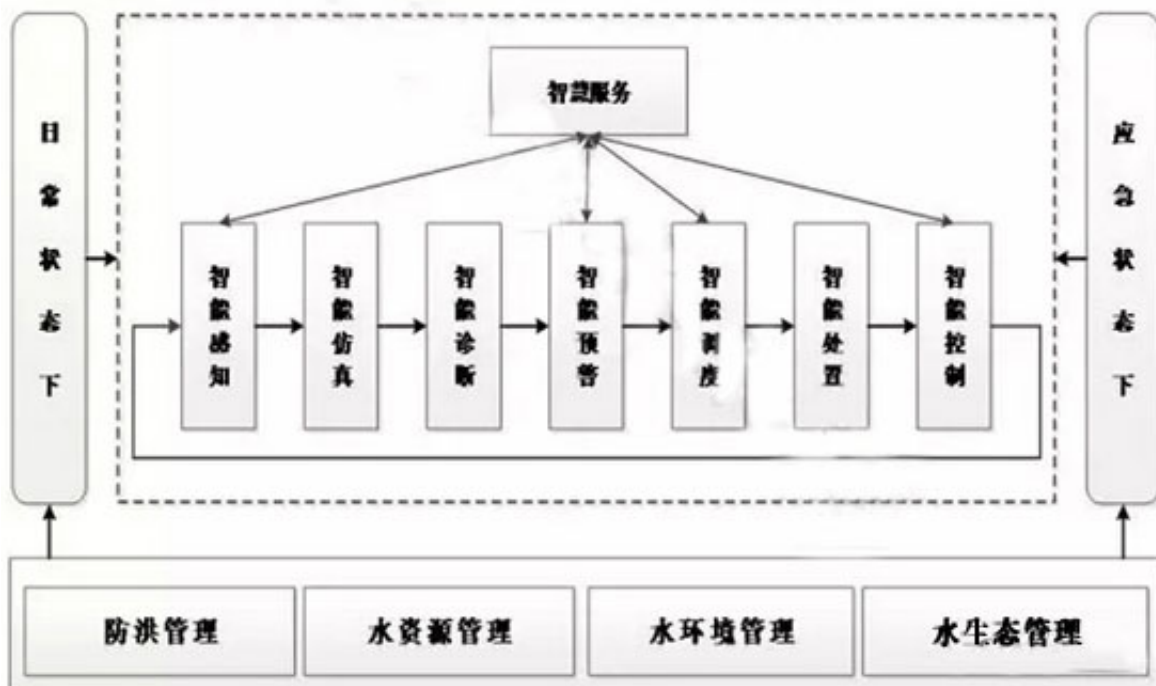 智慧服务
日常状态下
智能感知
智能仿真
智能诊断
智能预警
智能调度
智能处置
智能控制
应急状态下
防洪管理
水资源管理
水环境管理
水生态管理